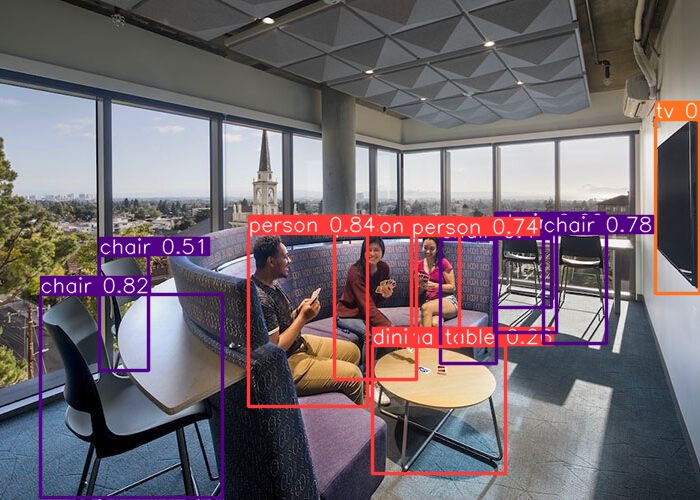 tv 0
person 0.84
on
person 0.74
chair 0.78
chair 0.51
chair 0.82
dining table 0.26